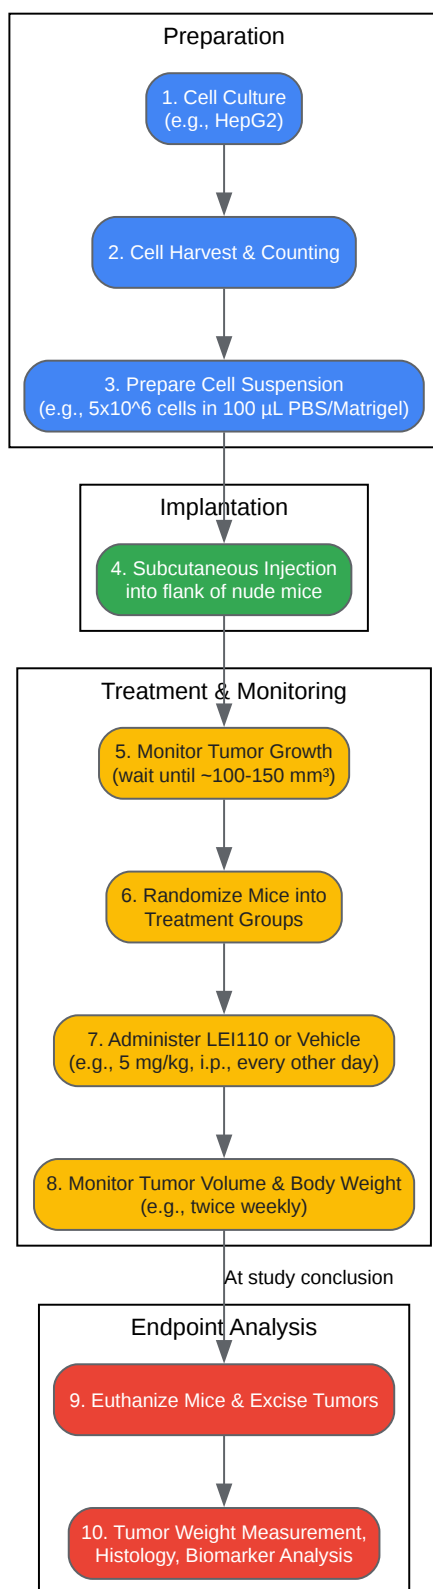 Preparation
1. Cell Culture
(e.g., HepG2)
2. Cell Harvest & Counting
3. Prepare Cell Suspension
(e.g., 5x10^6 cells in 100 µL PBS/Matrigel)
Implantation
4. Subcutaneous Injection
into flank of nude mice
Treatment & Monitoring
5. Monitor Tumor Growth
(wait until ~100-150 mm³)
6. Randomize Mice into
Treatment Groups
7. Administer LEI110 or Vehicle
(e.g., 5 mg/kg, i.p., every other day)
8. Monitor Tumor Volume & Body Weight
(e.g., twice weekly)
At study conclusion
Endpoint Analysis
9. Euthanize Mice & Excise Tumors
10. Tumor Weight Measurement,
Histology, Biomarker Analysis